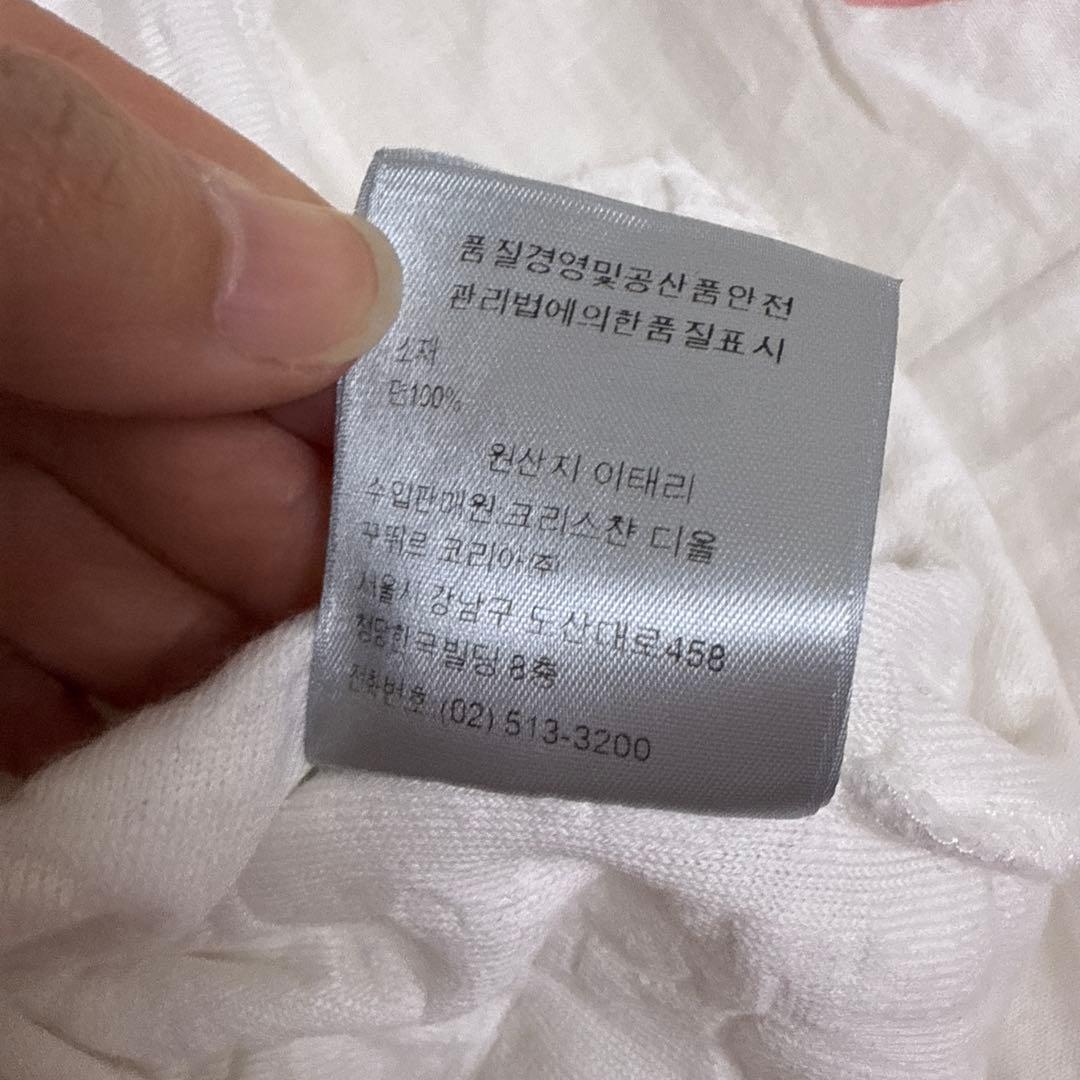 품질경영및공산품안전
관리법에의한품질표시
소재
면100%
원산지 이태리
수입판매원 크리스챤 디올
꾸뛰르 코리아㈜
서울시 강남구 도산대로458
청담한국빌딩 8층
전화번호 (02) 513-3200